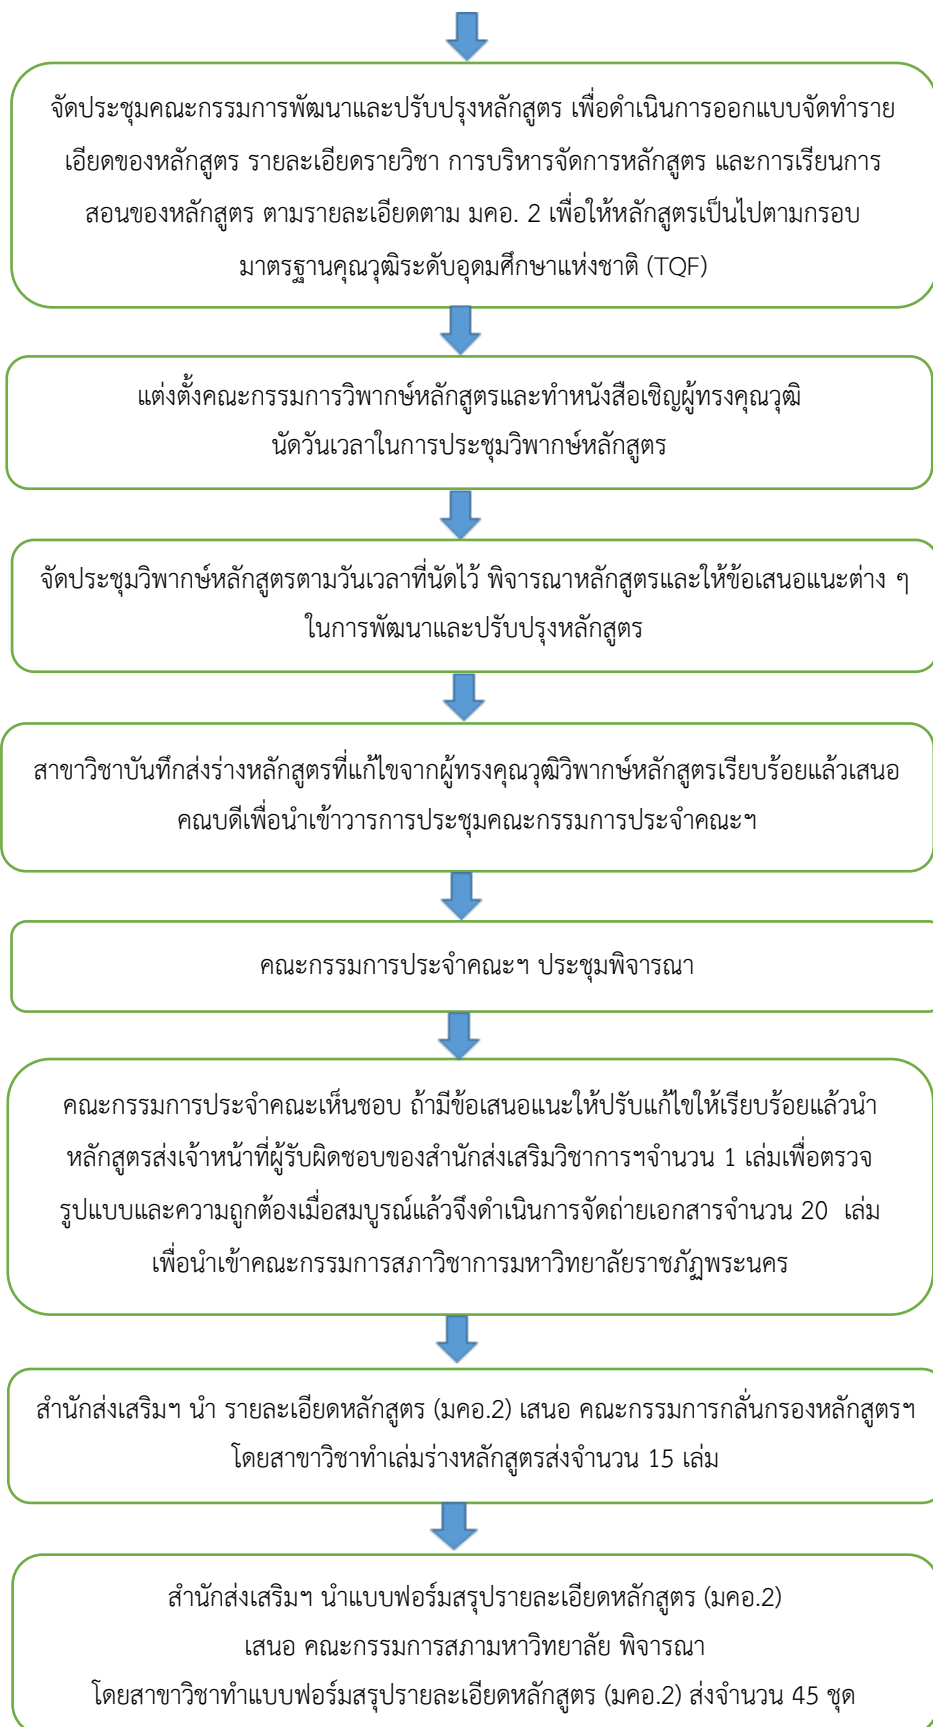 จัดประชุมคณะกรรมการพัฒนาและปรับปรุงหลักสูตร เพื่อดำเนินการออกแบบจัดทำราย
เอียดของหลักสูตร รายละเอียดรายวิชา การบริหารจัดการหลักสูตร และการเรียนการ
สอนของหลักสูตร ตามรายละเอียดตาม มคอ. 2 เพื่อให้หลักสูตรเป็นไปตามกรอบ
มาตรฐานคุณวุฒิระดับอุดมศึกษาแห่งชาติ (TQF)
แต่งตั้งคณะกรรมการวิพากษ์หลักสูตรและทำหนังสือเชิญผู้ทรงคุณวุฒิ
นัดวันเวลาในการประชุมวิพากษ์หลักสูตร
จัดประชุมวิพากษ์หลักสูตรตามวันเวลาที่นัดไว้ พิจารณาหลักสูตรและให้ข้อเสนอแนะต่าง ๆ
ในการพัฒนาและปรับปรุงหลักสูตร
สาขาวิชาบันทึกส่งร่างหลักสูตรที่แก้ไขจากผู้ทรงคุณวุฒิวิพากษ์หลักสูตรเรียบร้อยแล้วเสนอ
คณบดีเพื่อนำเข้าวารการประชุมคณะกรรมการประจำคณะฯ
คณะกรรมการประจำคณะฯ ประชุมพิจารณา
คณะกรรมการประจำคณะเห็นชอบ ถ้ามีข้อเสนอแนะให้ปรับแก้ไขให้เรียบร้อยแล้วนำ
หลักสูตรส่งเจ้าหน้าที่ผู้รับผิดชอบของสำนักส่งเสริมวิชาการฯจำนวน 1 เล่มเพื่อตรวจ
รูปแบบและความถูกต้องเมื่อสมบูรณ์แล้วจึงดำเนินการจัดถ่ายเอกสารจำนวน 20 เล่ม
เพื่อนำเข้าคณะกรรมการสภาวิชาการมหาวิทยาลัยราชภัฏพระนคร
สำนักส่งเสริมฯ นำ รายละเอียดหลักสูตร (มคอ.2) เสนอ คณะกรรมการกลั่นกรองหลักสูตรฯ
โดยสาขาวิชาทำเล่มร่างหลักสูตรส่งจำนวน 15 เล่ม
สำนักส่งเสริมฯ นำแบบฟอร์มสรุปรายละเอียดหลักสูตร (มคอ.2)
เสนอ คณะกรรมการสภามหาวิทยาลัย พิจารณา
โดยสาขาวิชาทำแบบฟอร์มสรุปรายละเอียดหลักสูตร (มคอ.2) ส่งจำนวน 45 ชุด